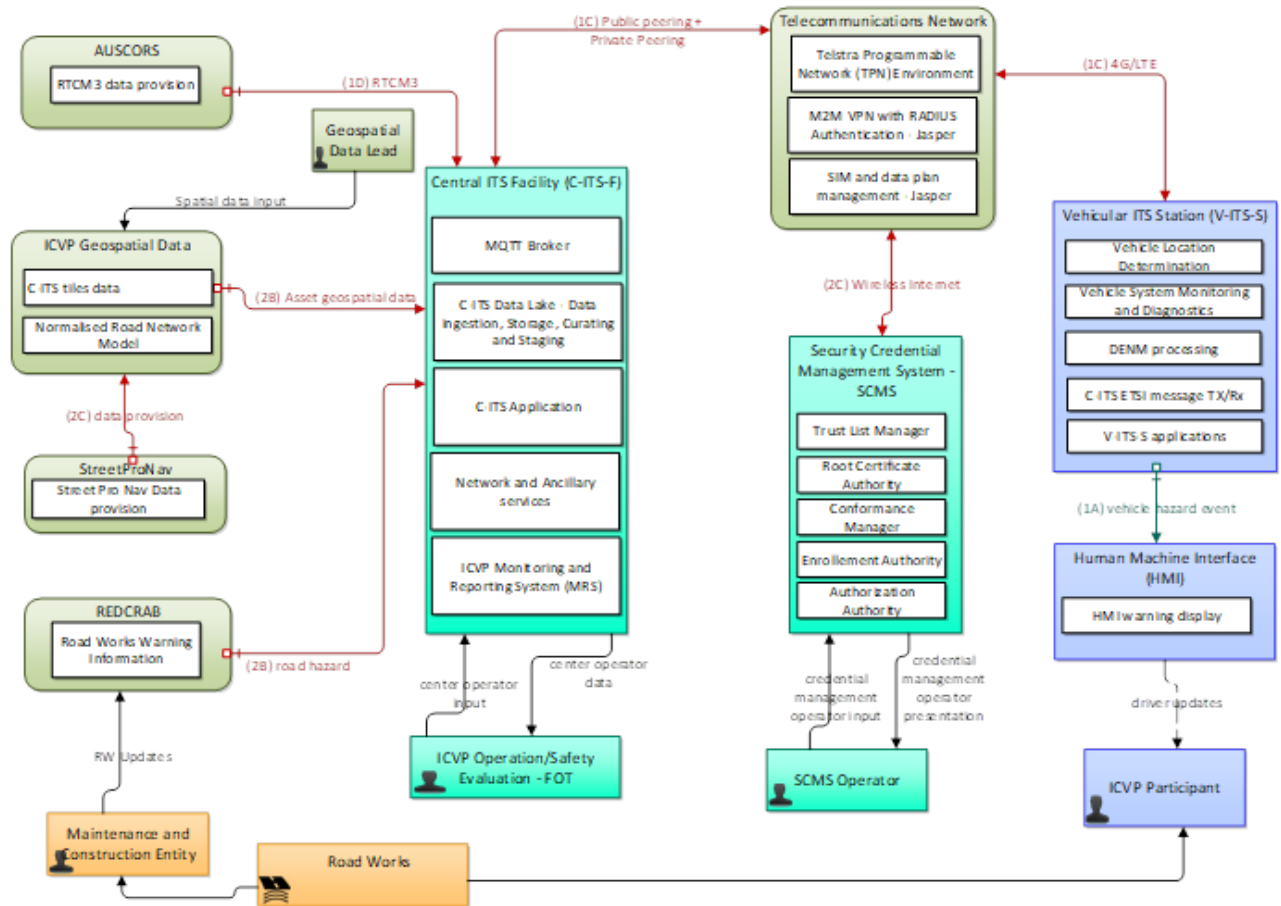 AUSCORS
RTCM3 data provision
(1D) RTCM3
Geospatial
Data Lead
Spatial data input
(1C) Public peering +
Private Peering
Telecommunications Network
Telstra Programmable
Network (TPN) Environment
M2M VPN with RADIUS
Authentication - Jasper
SIM and data plan
management - Jasper
(1C) 4G/LTE
ICVP Geospatial Data
C-ITS tiles data
Normalised Road Network
Model
(2B) Asset geospatial data
(2C) data provision
StreetProNav
Street Pro Nav Data
provision
Central ITS Facility (C-ITS-F)
MQTT Broker
C-ITS Data Lake - Data
Ingestion, Storage, Curating
and Staging
C-ITS Application
Network and Ancillary
services
ICVP Monitoring and
Reporting System (MRS)
(2C) Wireless Internet
Security Credential
Management System -
SCMS
Trust List Manager
Root Certificate
Authority
Conformance
Manager
Enrollement Authority
Authorization
Authority
Vehicular ITS Station (V-ITS-S)
Vehicle Location
Determination
Vehicle System Monitoring
and Diagnostics
DENM processing
C-ITS ETSI message TX/Rx
V-ITS-S applications
(1A) vehicle hazard event
Human Machine Interface
(HMI)
HMI warning display
driver updates
ICVP Participant
REDCRAB
Road Works Warning
Information
(2B) road hazard
RW Updates
center operator
input
center operator
data
ICVP Operation/Safety
Evaluation - FOT
credential
management
operator input
credential
management
operator
presentation
SCMS Operator
Maintenance and
Construction Entity
Road Works